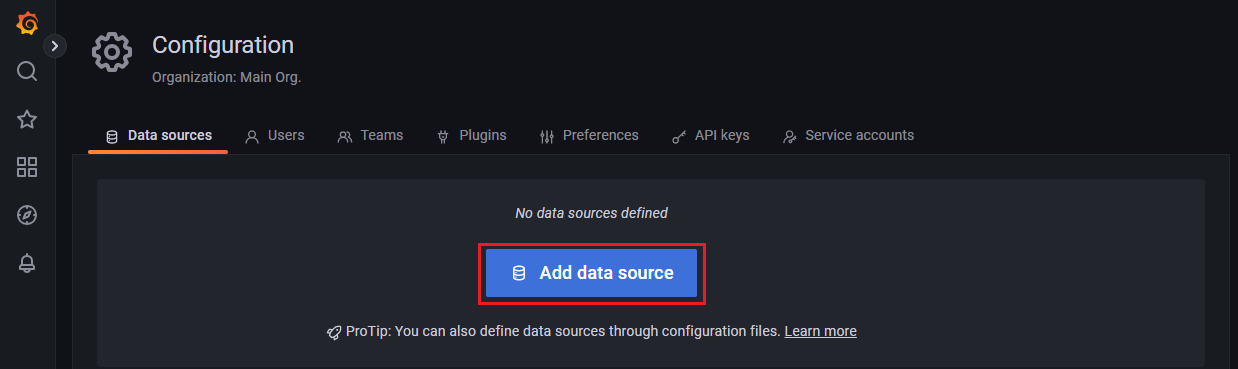 Configuration
Organization: Main Org.
Data sources Users Teams Plugins Preferences API keys Service accounts
No data sources defined
Add data source
ProTip: You can also define data sources through configuration files. Learn more